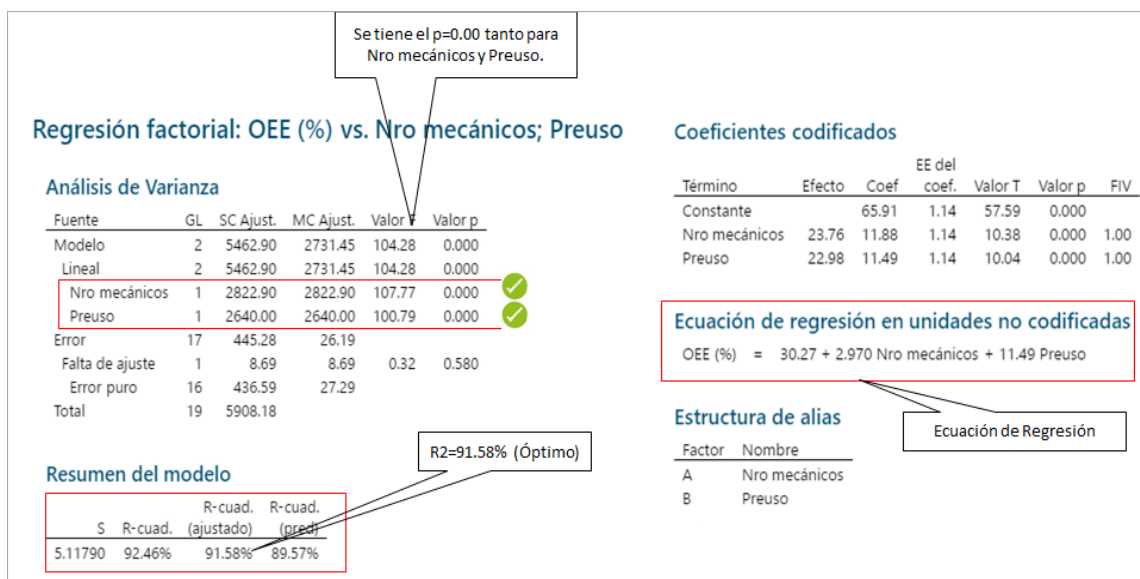 Se tiene el p=0.00 tanto para
Nro mecánicos y Preuso.
Regresión factorial: OEE (%) vs. Nro mecánicos; Preuso
Análisis de Varianza
Fuente GL SC Ajust. MC Ajust. Valor F Valor p
Modelo 2 5462.90 2731.45 104.28 0.000
Lineal 2 5462.90 2731.45 104.28 0.000
Nro mecánicos 1 2822.90 2822.90 107.77 0.000
Preuso 1 2640.00 2640.00 100.79 0.000
Error 17 445.28 26.19
Falta de ajuste 1 8.69 8.69 0.32 0.580
Error puro 16 436.59 27.29
Total 19 5908.18
R2=91.58% (Óptimo)
Resumen del modelo
R-cuad. R-cuad.
S R-cuad. (ajustado) (pred)
5.11790 92.46% 91.58% 89.57%
Coeficientes codificados
EE del
Término Efecto Coef coef. Valor T Valor p FIV
Constante 65.91 1.14 57.59 0.000
Nro mecánicos 23.76 11.88 1.14 10.38 0.000 1.00
Preuso 22.98 11.49 1.14 10.04 0.000 1.00
Ecuación de regresión en unidades no codificadas
OEE (%) = 30.27 + 2.970 Nro mecánicos + 11.49 Preuso
Ecuación de Regresión
Estructura de alias
Factor Nombre
A Nro mecánicos
B Preuso